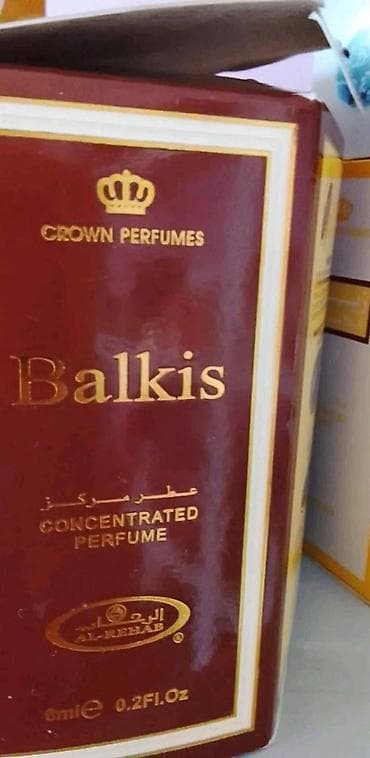 CROWN PERFUMES
Balkis
عطر مركز
CONCENTRATED
PERFUME
الرحاب
AL-REHAB ®
6ml e 0.2Fl.Oz